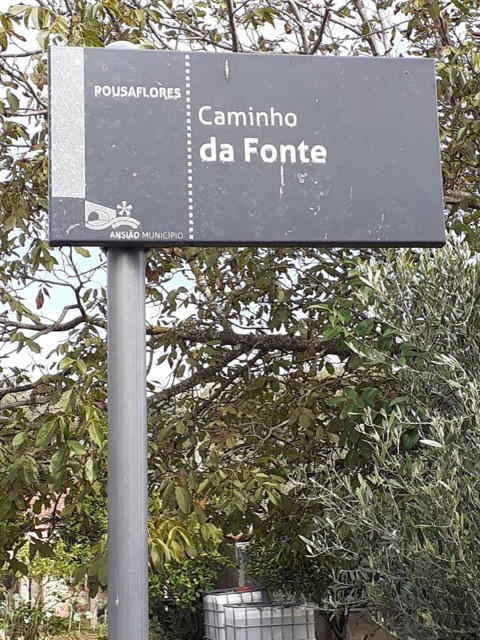 POUSAFLORES
Caminho
da Fonte
ANSIÃO MUNICÍPIO